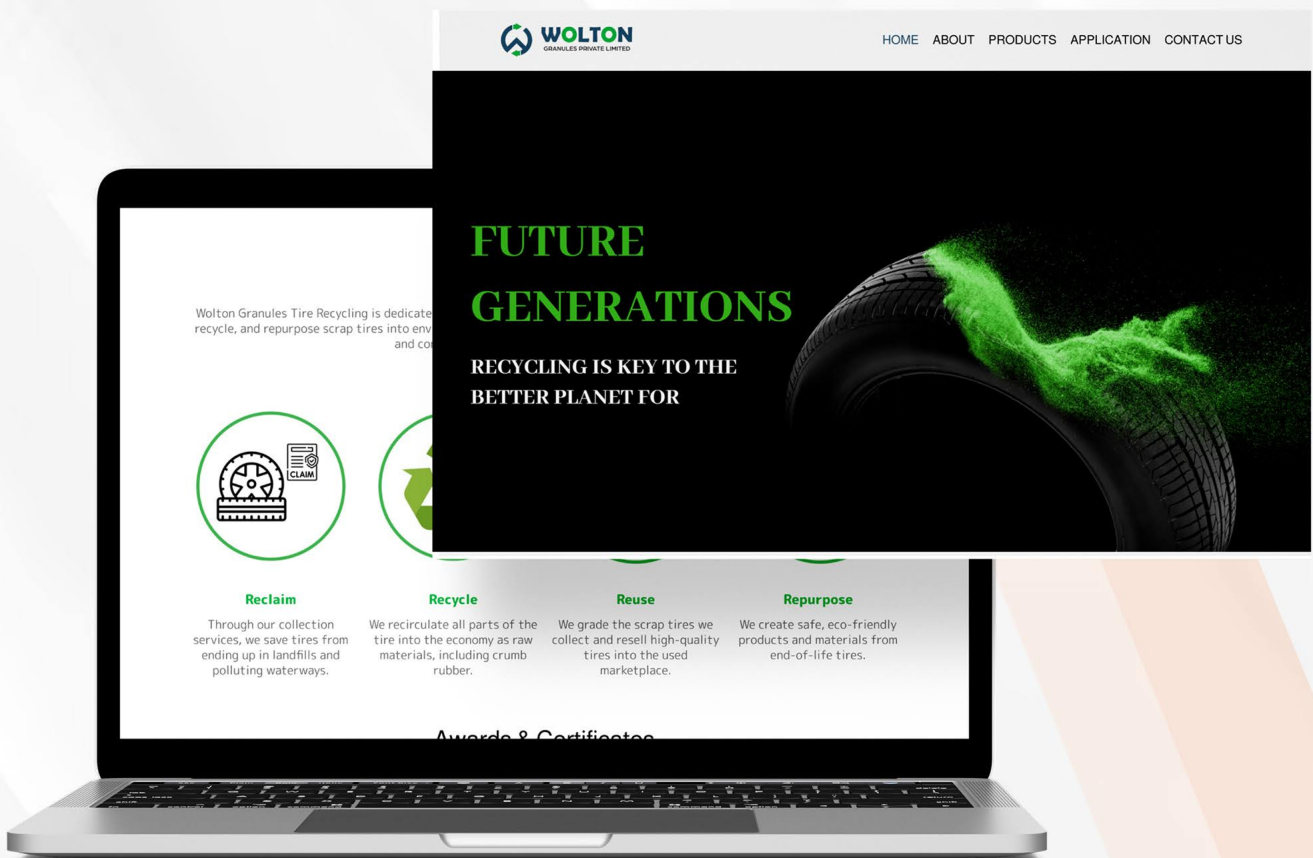 WOLTON
GRANULES PRIVATE LIMITED
HOME ABOUT PRODUCTS APPLICATION CONTACT US
FUTURE
GENERATIONS
RECYCLING IS KEY TO THE
BETTER PLANET FOR
Wolton Granules Tire Recycling is
recycle, and repurpose scrap tires into
and
CLAIM
Reclaim
Through our collection
services, we save tires from
ending up in landfills and
polluting waterways.
Recycle
We recirculate all parts of the
tire into the economy as raw
materials, including crumb
rubber.
Reuse
We grade the scrap tires we
collect and resell high-quality
tires into the used
marketplace.
Repurpose
We create safe, eco-friendly
products and materials from
end-of-life tires.
Awards & Certificates